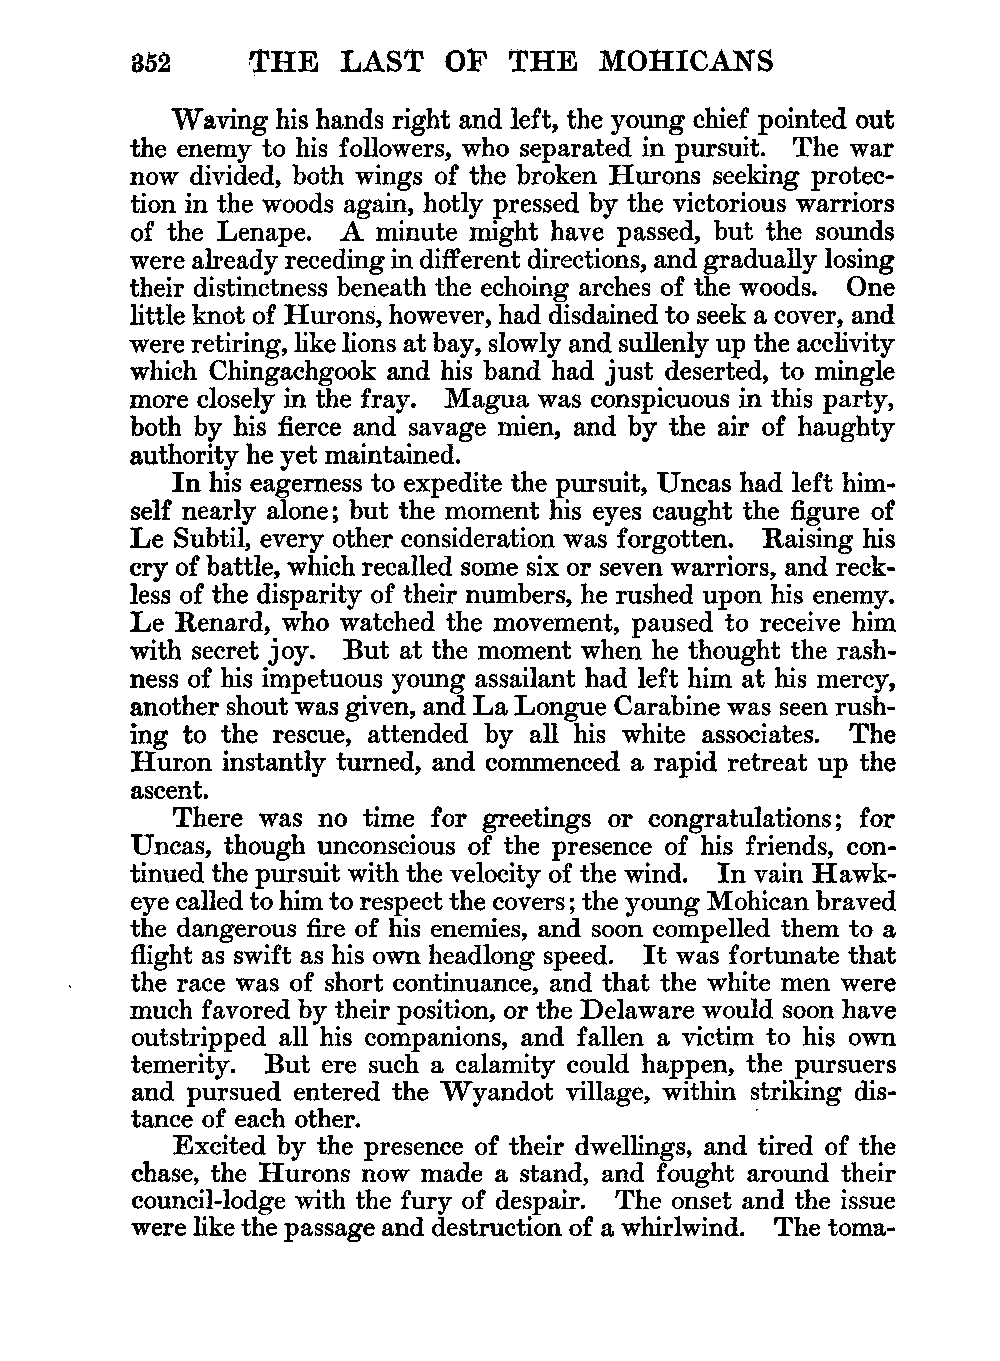 352 THE LAST OF THE MOHICANS
Waving his hands right and left, the young chief pointed out
the enemy to his followers, who separated in pursuit. The war
now divided, both wings of the broken Hurons seeking protec-
tion in the woods again, hotly pressed by the victorious warriors
of the Lenape. A minute might have passed, but the sounds
were already receding in different directions, and gradually losing
their distinctness beneath the echoing arches of the woods. One
little knot of Hurons, however, had disdained to seek a cover, and
were retiring, like lions at bay, slowly and sullenly up the acclivity
which Chingachgook and his band had just deserted, to mingle
more closely in the fray. Magua was conspicuous in this party,
both by his fierce and savage mien, and by the air of haughty
authority he yet maintained.
In his eagerness to expedite the pursuit, Uncas had left him-
self nearly alone; but the moment his eyes caught the figure of
Le Subtil, every other consideration was forgotten. Raising his
cry of battle, which recalled some six or seven warriors, and reck-
less of the disparity of their numbers, he rushed upon his enemy.
Le Renard, who watched the movement, paused to receive him
with secret joy. But at the moment when he thought the rash-
ness of his impetuous young assailant had left him at his mercy,
another shout was given, and La Longue Carabine was seen rush-
ing to the rescue, attended by all his white associates. The
Huron instantly turned, and commenced a rapid retreat up the
ascent.
There was no time for greetings or congratulations; for
Uncas, though unconscious of the presence of his friends, con-
tinued the pursuit with the velocity of the wind. In vain Hawk-
eye called to him to respect the covers; the young Mohican braved
the dangerous fire of his enemies, and soon compelled them to a
flight as swift as his own headlong speed. It was fortunate that
the race was of short continuance, and that the white men were
much favored by their position, or the Delaware would soon have
outstripped all his companions, and fallen a victim to his own
temerity. But ere such a calamity could happen, the pursuers
and pursued entered the Wyandot village, within striking dis-
tance of each other.
Excited by the presence of their dwellings, and tired of the
chase, the Hurons now made a stand, and fought around their
council-lodge with the fury of despair. The onset and the issue
were like the passage and destruction of a whirlwind. The toma-